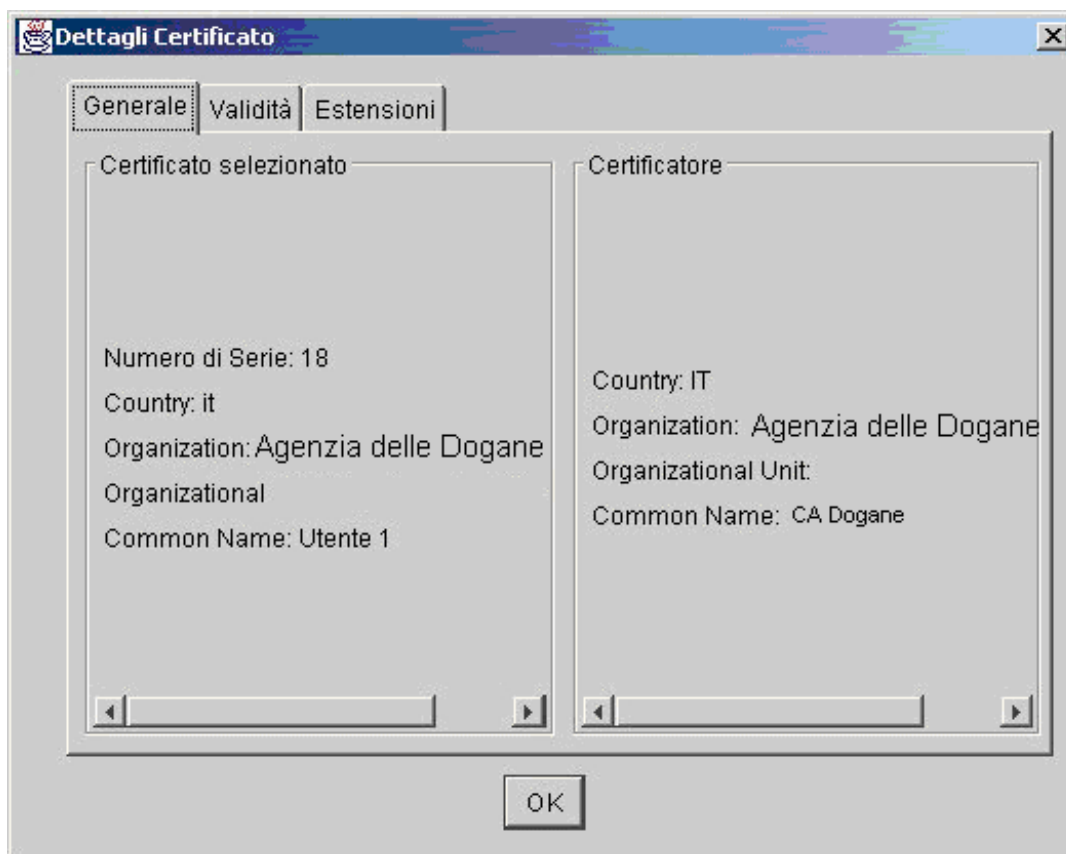 Dettagli Certificato
Generale Validità Estensioni
Certificato selezionato
Numero di Serie: 18
Country: it
Organization: Agenzia delle Dogane
Organizational
Common Name: Utente 1
Certificatore
Country: IT
Organization: Agenzia delle Dogane
Organizational Unit:
Common Name: CA Dogane
OK